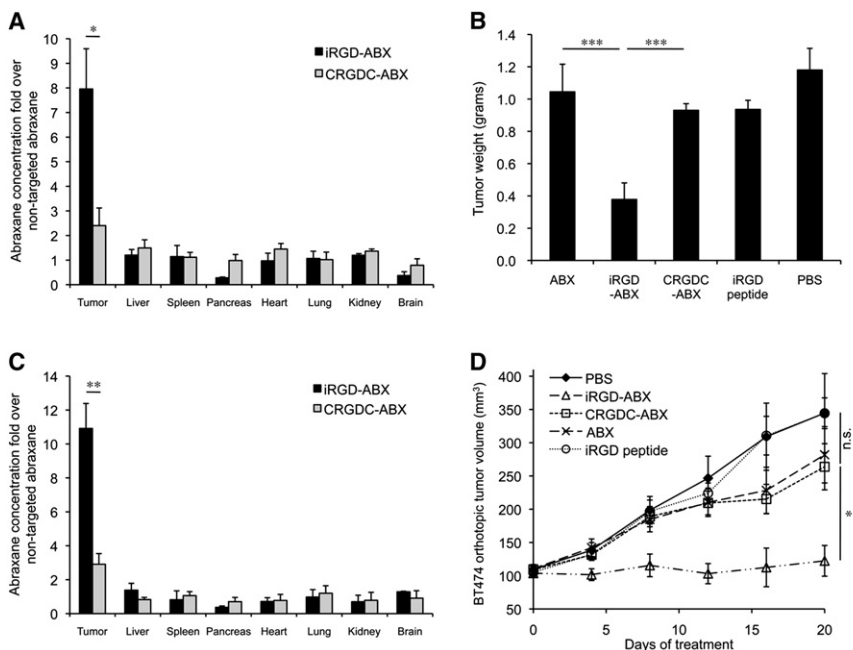 A
Abraxane concentration fold over
non-targeted abraxane
10
9
8
7
6
5
4
3
2
1
0
*
iRGD-ABX
CRGDC-ABX
Tumor Liver Spleen Pancreas Heart Lung Kidney Brain
B
Tumor weight (grams)
1.4
1.2
1.0
0.8
0.6
0.4
0.2
0.0
*** ***
ABX iRGD CRGDC iRGD PBS
-ABX -ABX peptide
C
Abraxane concentration fold over
non-targeted abraxane
14
12
10
8
6
4
2
0
**
iRGD-ABX
CRGDC-ABX
Tumor Liver Spleen Pancreas Heart Lung Kidney Brain
D
BT474 orthotopic tumor volume (mm³)
400
350
300
250
200
150
100
50
PBS
iRGD-ABX
CRGDC-ABX
ABX
iRGD peptide
n.s.
*
0 5 10 15 20
Days of treatment